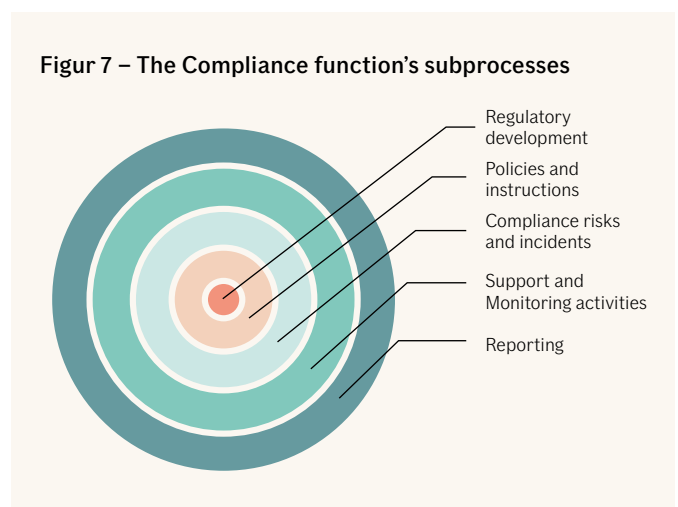 Figur 7 – The Compliance function’s subprocesses
Regulatory
development
Policies and
instructions
Compliance risks
and incidents
Support and
Monitoring activities
Reporting